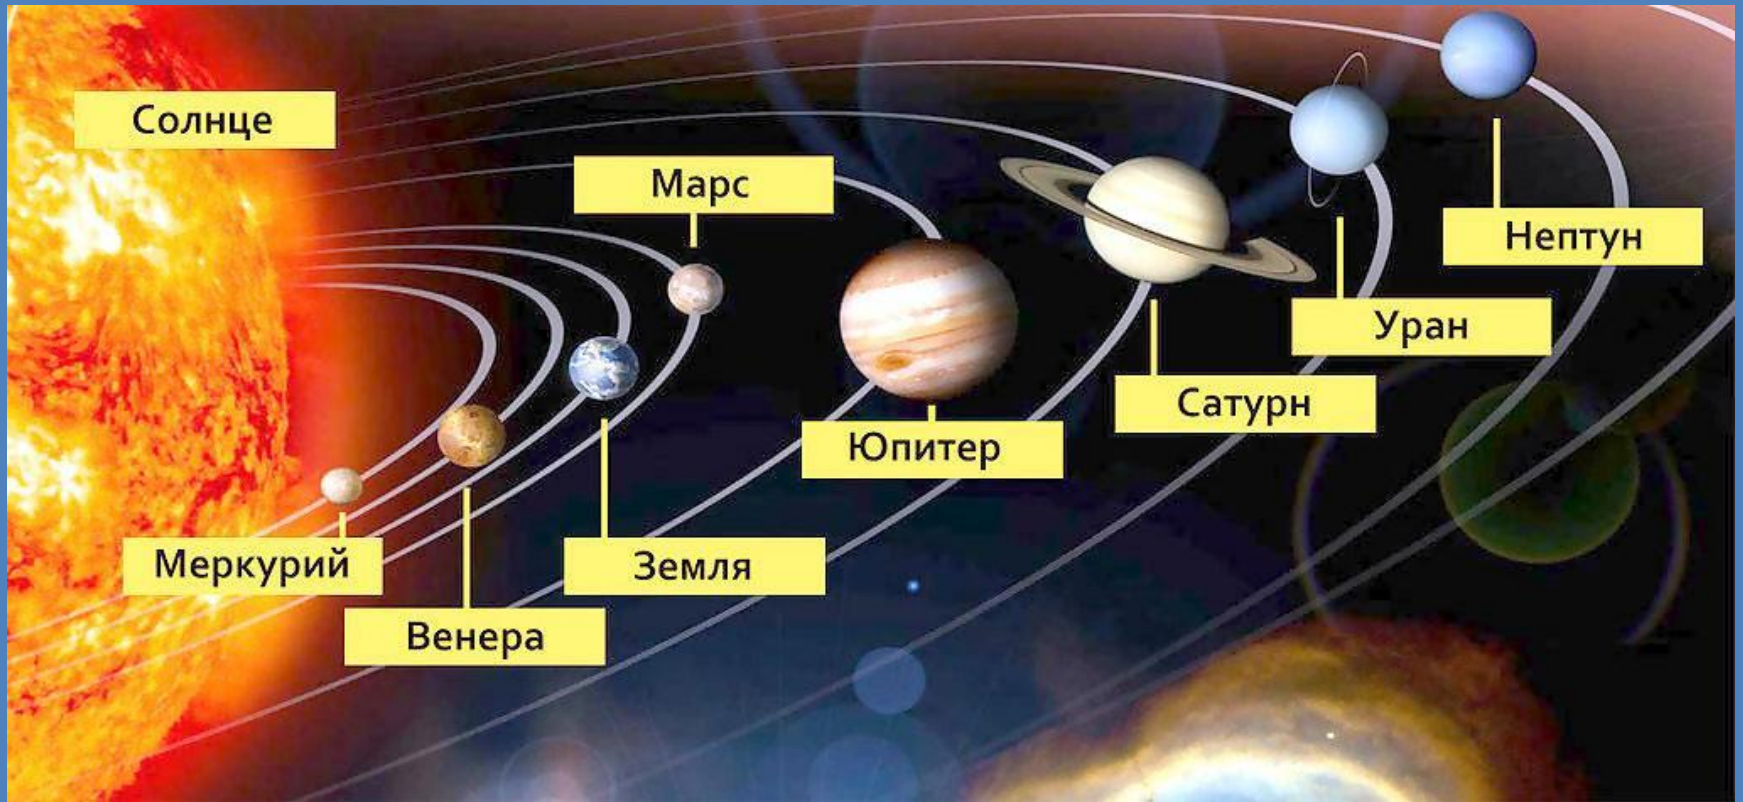 Солнце
Марс
Нептун
Уран
Сатурн
Юпитер
Меркурий
Земля
Венера